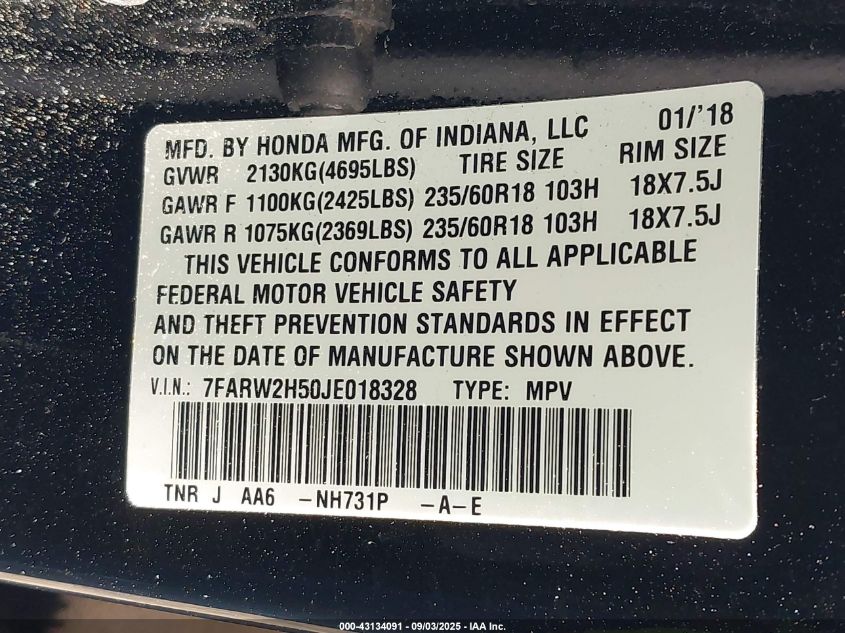 MFD. BY HONDA MFG. OF INDIANA, LLC 01/'18
GVWR 2130KG(4695LBS) TIRE SIZE RIM SIZE
GAWR F 1100KG(2425LBS) 235/60R18 103H 18X7.5J
GAWR R 1075KG(2369LBS) 235/60R18 103H 18X7.5J
THIS VEHICLE CONFORMS TO ALL APPLICABLE
FEDERAL MOTOR VEHICLE SAFETY
AND THEFT PREVENTION STANDARDS IN EFFECT
ON THE DATE OF MANUFACTURE SHOWN ABOVE.
V.I.N.: 7FARW2H50JE018328 TYPE: MPV
TNR J AA6 -NH731P -A-E
000-43134091 - 09/03/2025 - IAA Inc.